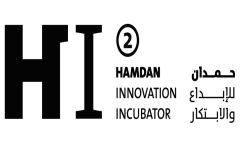 Hi
2
HAMDAN
INNOVATION
INCUBATOR
حمدان
للإبداع
والابتكار